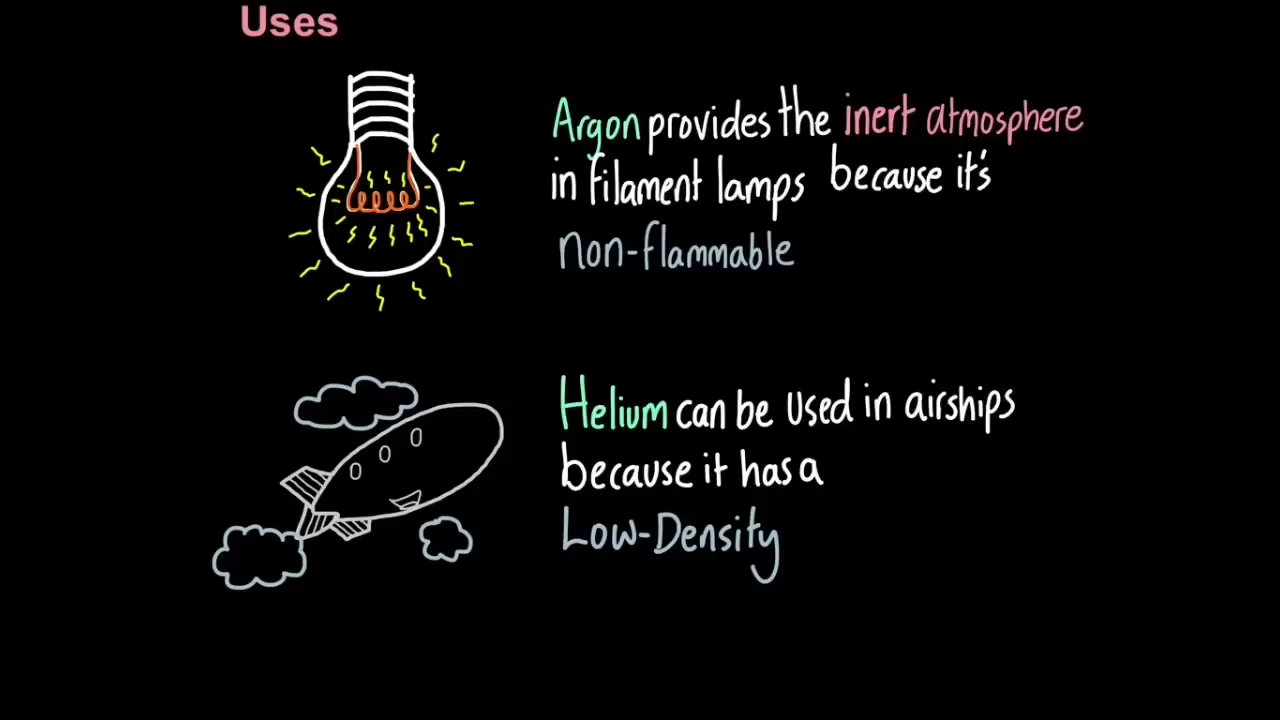 Uses
Argon provides the inert atmosphere
in filament lamps because it's
non-flammable
Helium can be used in airships
because it has a
Low-Density